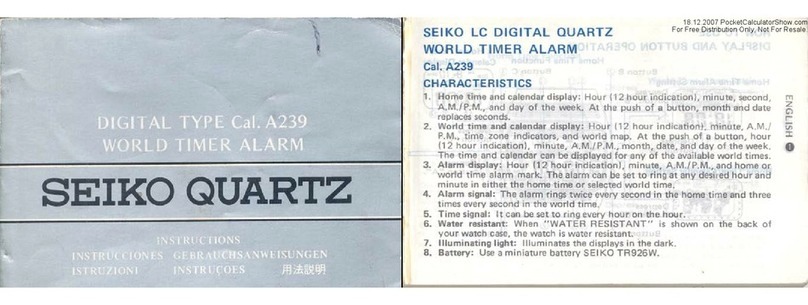 DIGITAL TYPE Cal. A239
WORLD TIMER ALARM
SEIKO QUARTZ
INSTRUCTIONS
INSTRUCCIONES GEBRAUCHSANWEISUNGEN
ISTRUZIONI INSTRUÇOES 用法説明
18.12.2007 PocketCalculatorShow.com
For Free Distribution Only, Not For Resale
SEIKO LC DIGITAL QUARTZ
WORLD TIMER ALARM
Cal. A239
CHARACTERISTICS
1. Home time and calendar display: Hour (12 hour indication), minute, second,
A.M./P.M., and day of the week. At the push of a button, month and date
replaces seconds.
2. World time and calendar display: Hour (12 hour indication), minute, A.M./
P.M., time zone indicators, and world map. At the push of a button, hour
(12 hour indication), minute, A.M./P.M., month, date, and day of the week.
The time and calendar can be displayed for any of the available world times.
3. Alarm display: Hour (12 hour indication), minute, A.M./P.M., and home or
world time alarm mark. The alarm can be set to ring at any desired hour and
minute in either the home time or selected world time.
4. Alarm signal: The alarm rings twice every second in the home time and three
times every second in the world time.
5. Time signal: It can be set to ring every hour on the hour.
6. Water resistant: When "WATER RESISTANT" is shown on the back of
your watch case, the watch is water resistant.
7. Illuminating light: Illuminates the displays in the dark.
8. Battery: Use a miniature battery SEIKO TR926W.
ENGLISH